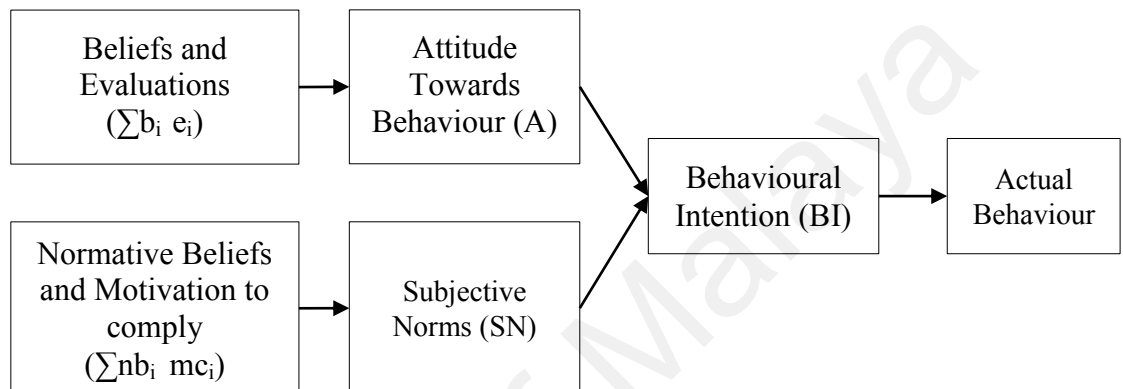 Beliefs and
Evaluations
(∑bᵢ eᵢ)
Attitude
Towards
Behaviour (A)
Normative Beliefs
and Motivation to
comply
(∑nbᵢ mcᵢ)
Subjective
Norms (SN)
Behavioural
Intention (BI)
Actual
Behaviour
Malaya